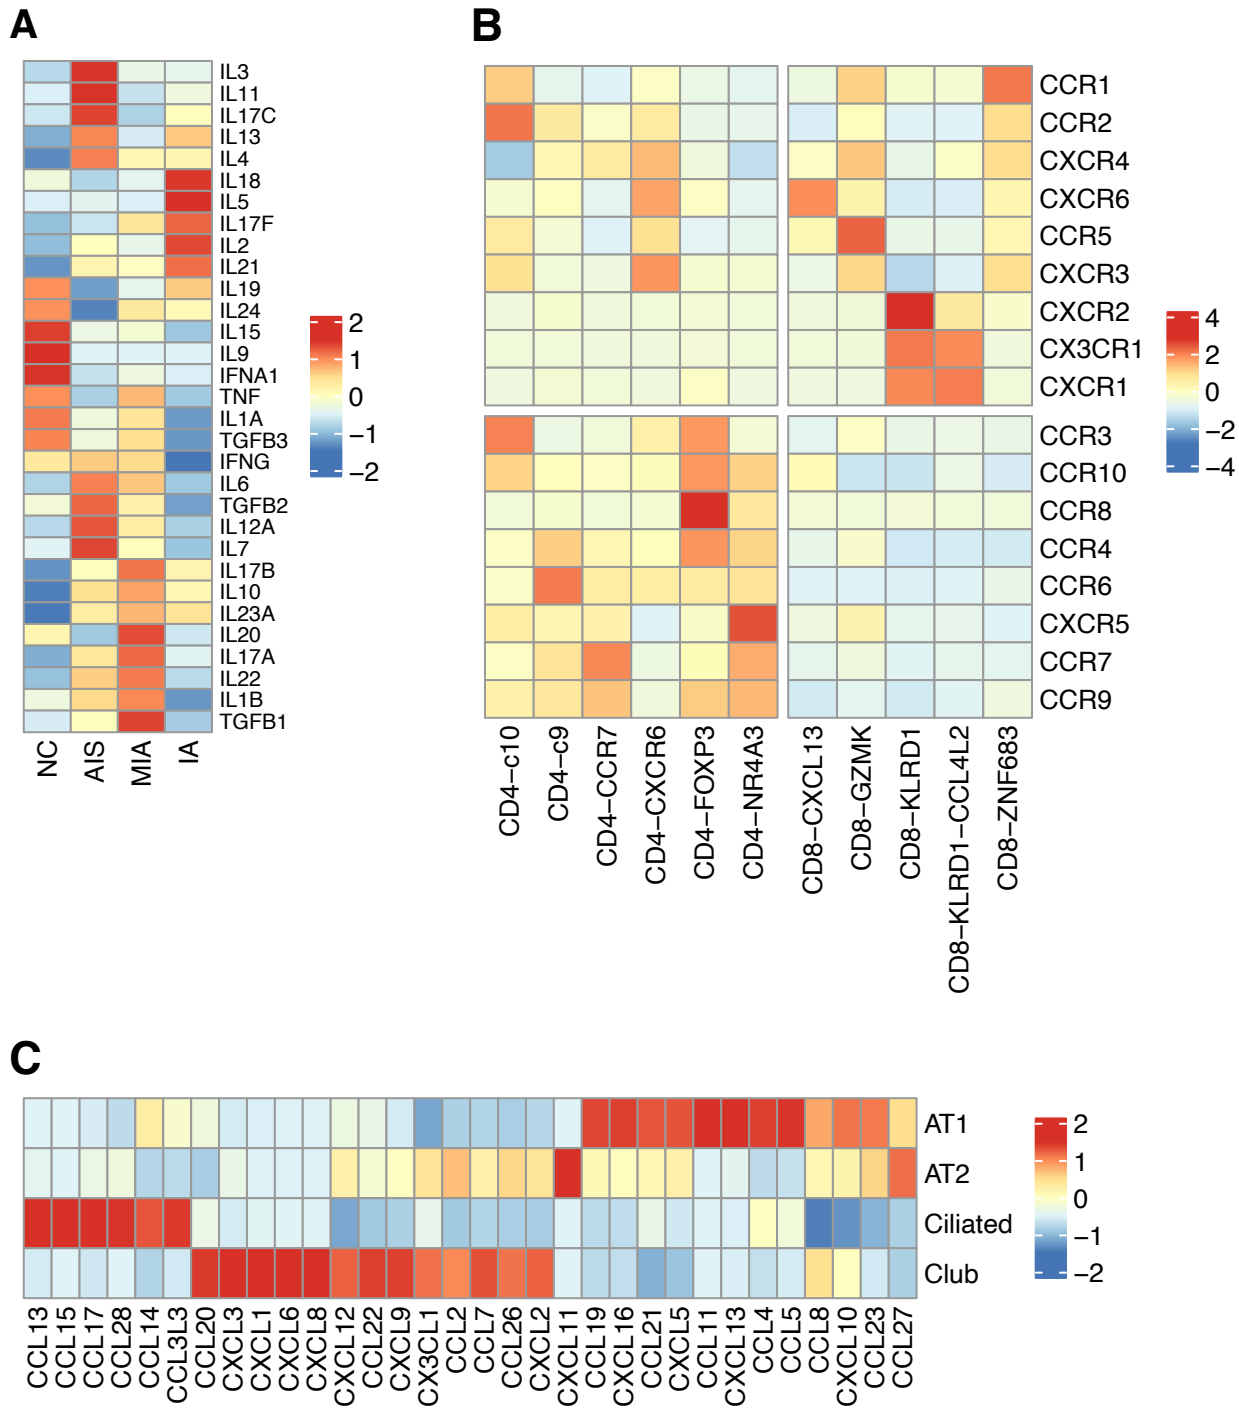 A
IL3
IL11
IL17C
IL13
IL4
IL18
IL5
IL17F
IL2
IL21
IL19
IL24
IL15
IL9
IFNA1
TNF
IL1A
TGFB3
IFNG
IL6
TGFB2
IL12A
IL7
IL17B
IL10
IL23A
IL20
IL17A
IL22
IL1B
TGFB1
NC AIS MIA IA
2
1
0
−1
−2
B
CCR1
CCR2
CXCR4
CXCR6
CCR5
CXCR3
CXCR2
CX3CR1
CXCR1
CCR3
CCR10
CCR8
CCR4
CCR6
CXCR5
CCR7
CCR9
CD4−c10
CD4−c9
CD4−CCR7
CD4−CXCR6
CD4−FOXP3
CD4−NR4A3
CD8−CXCL13
CD8−GZMK
CD8−KLRD1
CD8−KLRD1−CCL4L2
CD8−ZNF683
4
2
0
−2
−4
C
AT1
AT2
Ciliated
Club
CCL13
CCL15
CCL17
CCL28
CCL14
CCL3L3
CCL20
CXCL3
CXCL1
CXCL6
CXCL8
CXCL12
CCL22
CXCL9
CX3CL1
CCL2
CCL7
CCL26
CXCL2
CXCL11
CCL19
CXCL16
CCL21
CXCL5
CCL11
CXCL13
CCL4
CCL5
CCL8
CXCL10
CCL23
CCL27
2
1
0
−1
−2